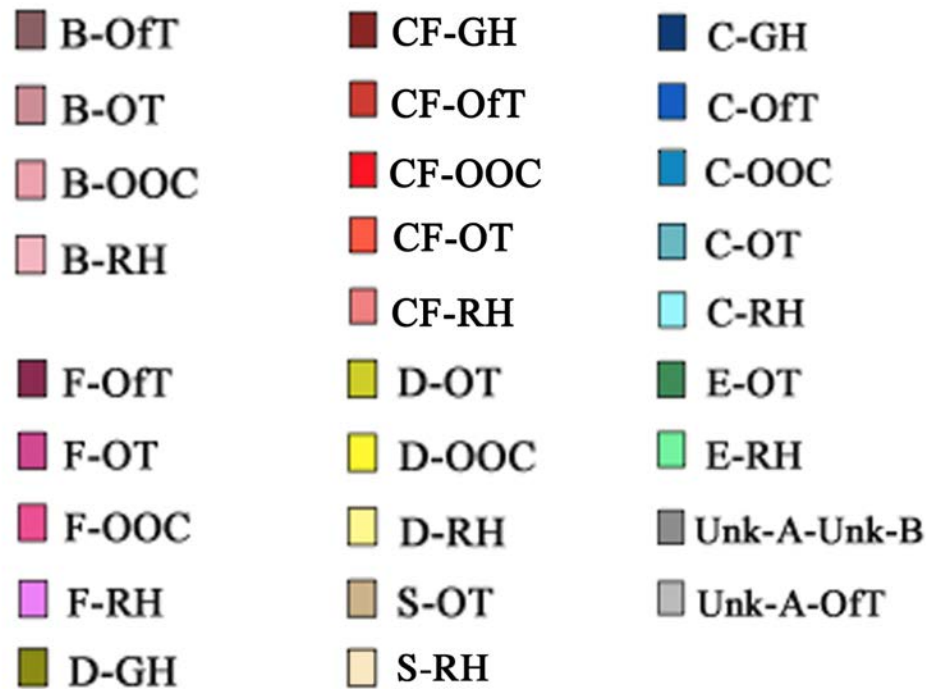 B-OfT
B-OT
B-OOC
B-RH
F-OfT
F-OT
F-OOC
F-RH
D-GH
CF-GH
CF-OfT
CF-OOC
CF-OT
CF-RH
D-OT
D-OOC
D-RH
S-OT
S-RH
C-GH
C-OfT
C-OOC
C-OT
C-RH
E-OT
E-RH
Unk-A-Unk-B
Unk-A-OfT